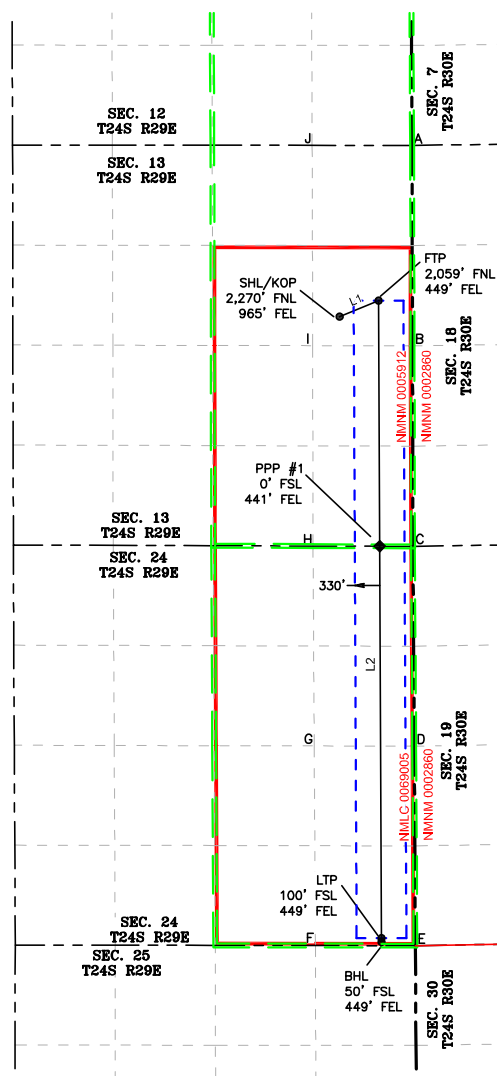 SEC. 7
T24S R30E
SEC. 12
T24S R29E
J
A
SEC. 13
T24S R29E
FTP
2,059' FNL
449' FEL
SHL/KOP
2,270' FNL
965' FEL
L1
I
B
SEC. 18
T24S R30E
NMNM 0005912
NMNM 0002860
PPP #1
0' FSL
441' FEL
SEC. 13
T24S R29E
H
C
SEC. 24
T24S R29E
330'
L2
G
D
SEC. 19
T24S R30E
NMLC 0069005
NMNM 0002860
LTP
100' FSL
449' FEL
SEC. 24
T24S R29E
F
E
SEC. 25
T24S R29E
BHL
50' FSL
449' FEL
SEC. 30
T24S R30E